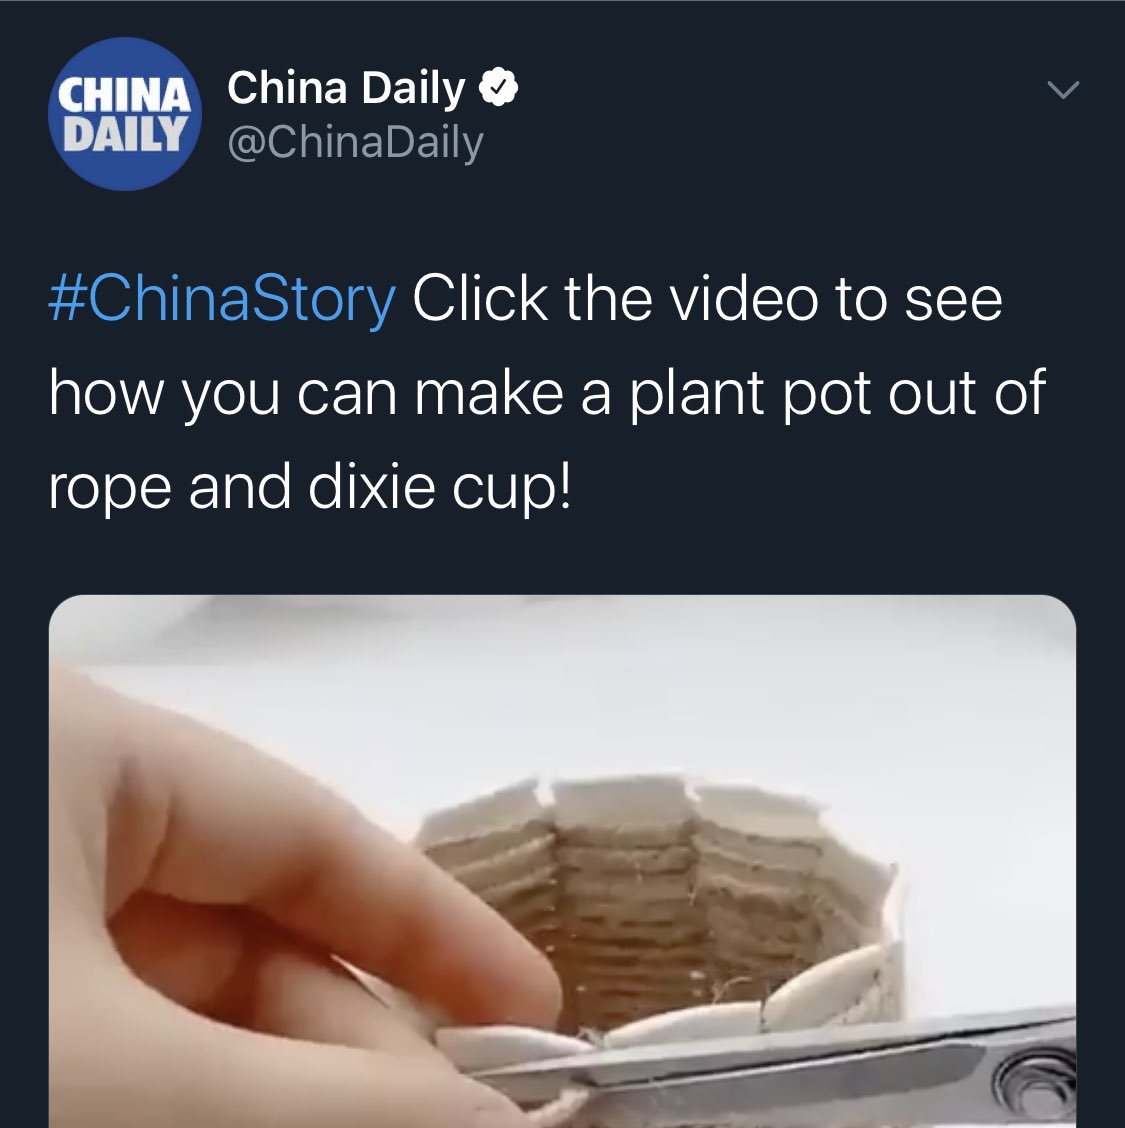 CHINA
DAILY
China Daily
@ChinaDaily
#ChinaStory Click the video to see
how you can make a plant pot out of
rope and dixie cup!